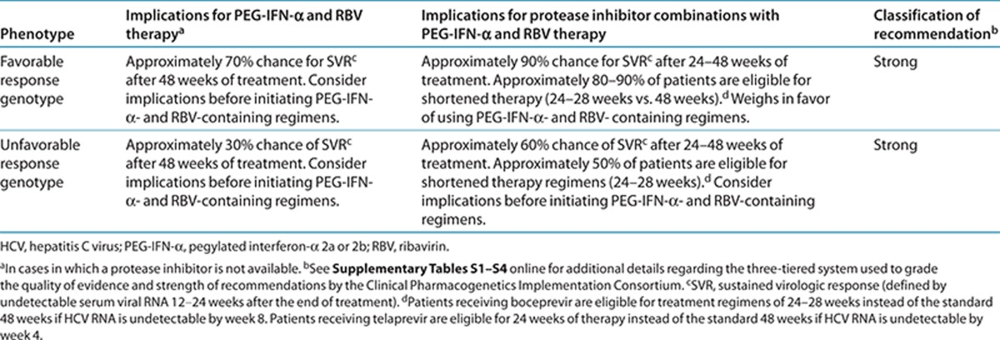 Phenotype
Implications for PEG-IFN-α and RBV
therapyᵃ
Implications for protease inhibitor combinations with
PEG-IFN-α and RBV therapy
Classification of
recommendationᵇ
Favorable
response
genotype
Approximately 70% chance for SVRᶜ
after 48 weeks of treatment. Consider
implications before initiating PEG-IFN-
α- and RBV-containing regimens.
Approximately 90% chance for SVRᶜ after 24–48 weeks of
treatment. Approximately 80–90% of patients are eligible for
shortened therapy (24–28 weeks vs. 48 weeks).ᵈ Weighs in favor
of using PEG-IFN-α- and RBV- containing regimens.
Strong
Unfavorable
response
genotype
Approximately 30% chance of SVRᶜ
after 48 weeks of treatment. Consider
implications before initiating PEG-IFN-
α- and RBV-containing regimens.
Approximately 60% chance of SVRᶜ after 24–48 weeks of
treatment. Approximately 50% of patients are eligible for
shortened therapy regimens (24–28 weeks).ᵈ Consider
implications before initiating PEG-IFN-α- and RBV-containing
regimens.
Strong
HCV, hepatitis C virus; PEG-IFN-α, pegylated interferon-α 2a or 2b; RBV, ribavirin.
ᵃIn cases in which a protease inhibitor is not available. ᵇSee Supplementary Tables S1–S4 online for additional details regarding the three-tiered system used to grade
the quality of evidence and strength of recommendations by the Clinical Pharmacogenetics Implementation Consortium. ᶜSVR, sustained virologic response (defined by
undetectable serum viral RNA 12–24 weeks after the end of treatment). ᵈPatients receiving boceprevir are eligible for treatment regimens of 24–28 weeks instead of the standard
48 weeks if HCV RNA is undetectable by week 8. Patients receiving telaprevir are eligible for 24 weeks of therapy instead of the standard 48 weeks if HCV RNA is undetectable by
week 4.